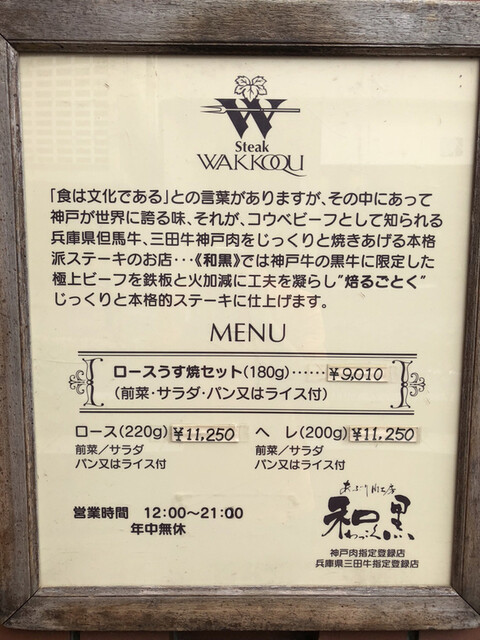 W
Steak
WAKKOQU
「食は文化である」との言葉がありますが、その中にあって
神戸が世界に誇る味、それが、コウベビーフとして知られる
兵庫県但馬牛、三田牛神戸肉をじっくりと焼きあげる本格
派ステーキのお店・・・《和黒》では神戸牛の黒牛に限定した
極上ビーフを鉄板と火加減に工夫を凝らし"焙るごとく"
じっくりと本格的ステーキに仕上げます。
MENU
ロースうす焼セット(180g)‥‥‥ ¥9,010
(前菜・サラダ・パン又はライス付)
ロース(220g) ¥11,250 ヘ レ(200g) ¥11,250
前菜/サラダ 前菜/サラダ
パン又はライス付 パン又はライス付
営業時間 12:00〜21:00
年中無休
和黒
わっこく
神戸肉指定登録店
兵庫県三田牛指定登録店